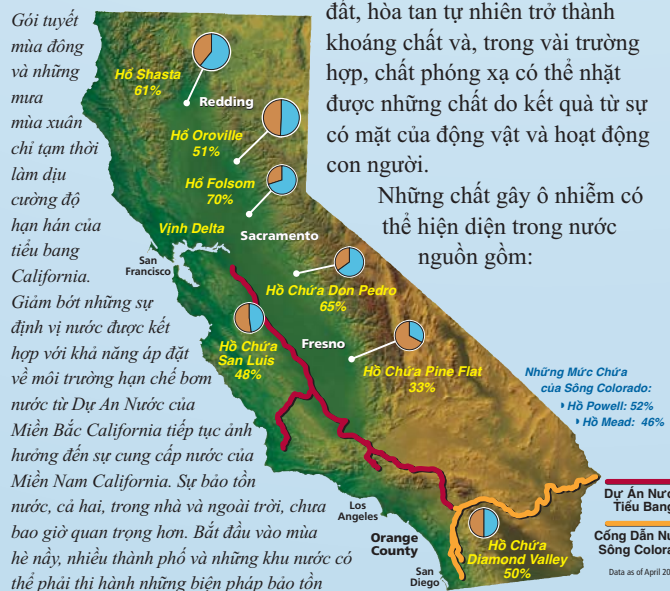 Gói tuyết
mùa đông
và những
mưa
mùa xuân
chỉ tạm thời
làm dịu
cường độ
hạn hán của
tiểu bang
California.
Giảm bớt những sự
định vị nước được kết
hợp với khả năng áp đặt
về môi trường hạn chế bơm
nước từ Dự An Nước của
Miền Bắc California tiếp tục ảnh
hưởng đến sự cung cấp nước của
Miền Nam California. Sự bảo tồn
nước, cả hai, trong nhà và ngoài trời, chưa
bao giờ quan trọng hơn. Bắt đầu vào mùa
hè nầy, nhiều thành phố và những khu nước có
thể phải thi hành những biện pháp bảo tồn
đất, hòa tan tự nhiên trở thành
khoáng chất và, trong vài trường
hợp, chất phóng xạ có thể nhặt
được những chất do kết quả từ sự
có mặt của động vật và hoạt động
con người.
Những chất gây ô nhiễm có
thể hiện diện trong nước
nguồn gồm:
Hồ Shasta
61%
Redding
Hồ Oroville
51%
Hồ Folsom
70%
Vịnh Delta
Sacramento
San
Francisco
Hồ Chứa Don Pedro
65%
Hồ Chứa
San Luis
48%
Fresno
Hồ Chứa Pine Flat
33%
Những Mức Chứa
của Sông Colorado:
Hồ Powell: 52%
Hồ Mead: 46%
Los
Angeles
Orange
County
San
Diego
Hồ Chứa
Diamond Valley
50%
Dự Án Nướ
Tiểu Bang
Cống Dẫn Nư
Sông Colora
Data as of April 20